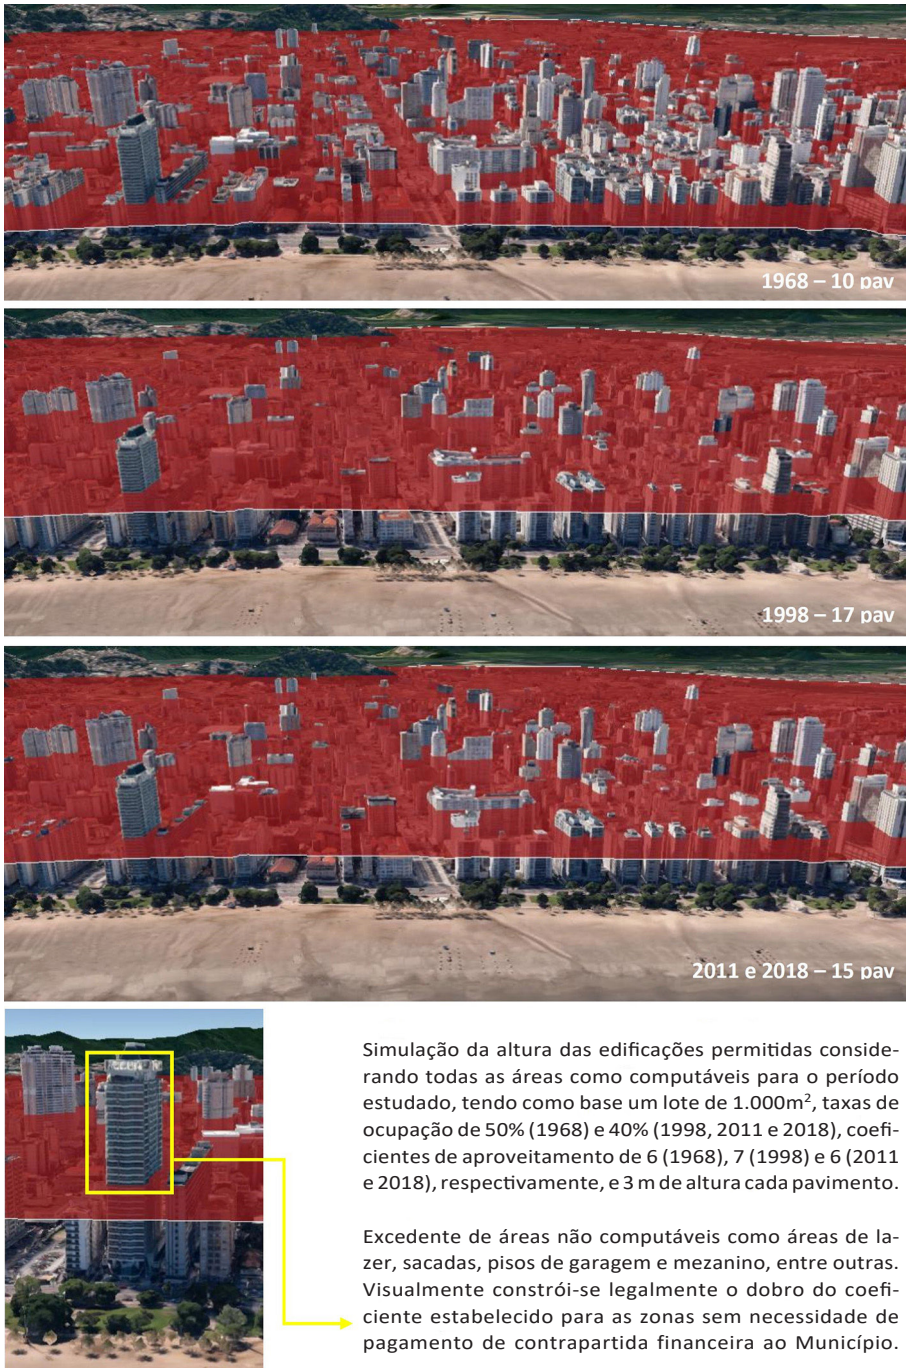 1968 – 10 pav
1998 – 17 pav
2011 e 2018 – 15 pav
Simulação da altura das edificações permitidas conside-
rando todas as áreas como computáveis para o período
estudado, tendo como base um lote de 1.000m², taxas de
ocupação de 50% (1968) e 40% (1998, 2011 e 2018), coefi-
cientes de aproveitamento de 6 (1968), 7 (1998) e 6 (2011
e 2018), respectivamente, e 3 m de altura cada pavimento.
Excedente de áreas não computáveis como áreas de la-
zer, sacadas, pisos de garagem e mezanino, entre outras.
Visualmente constrói-se legalmente o dobro do coefi-
ciente estabelecido para as zonas sem necessidade de
pagamento de contrapartida financeira ao Município.